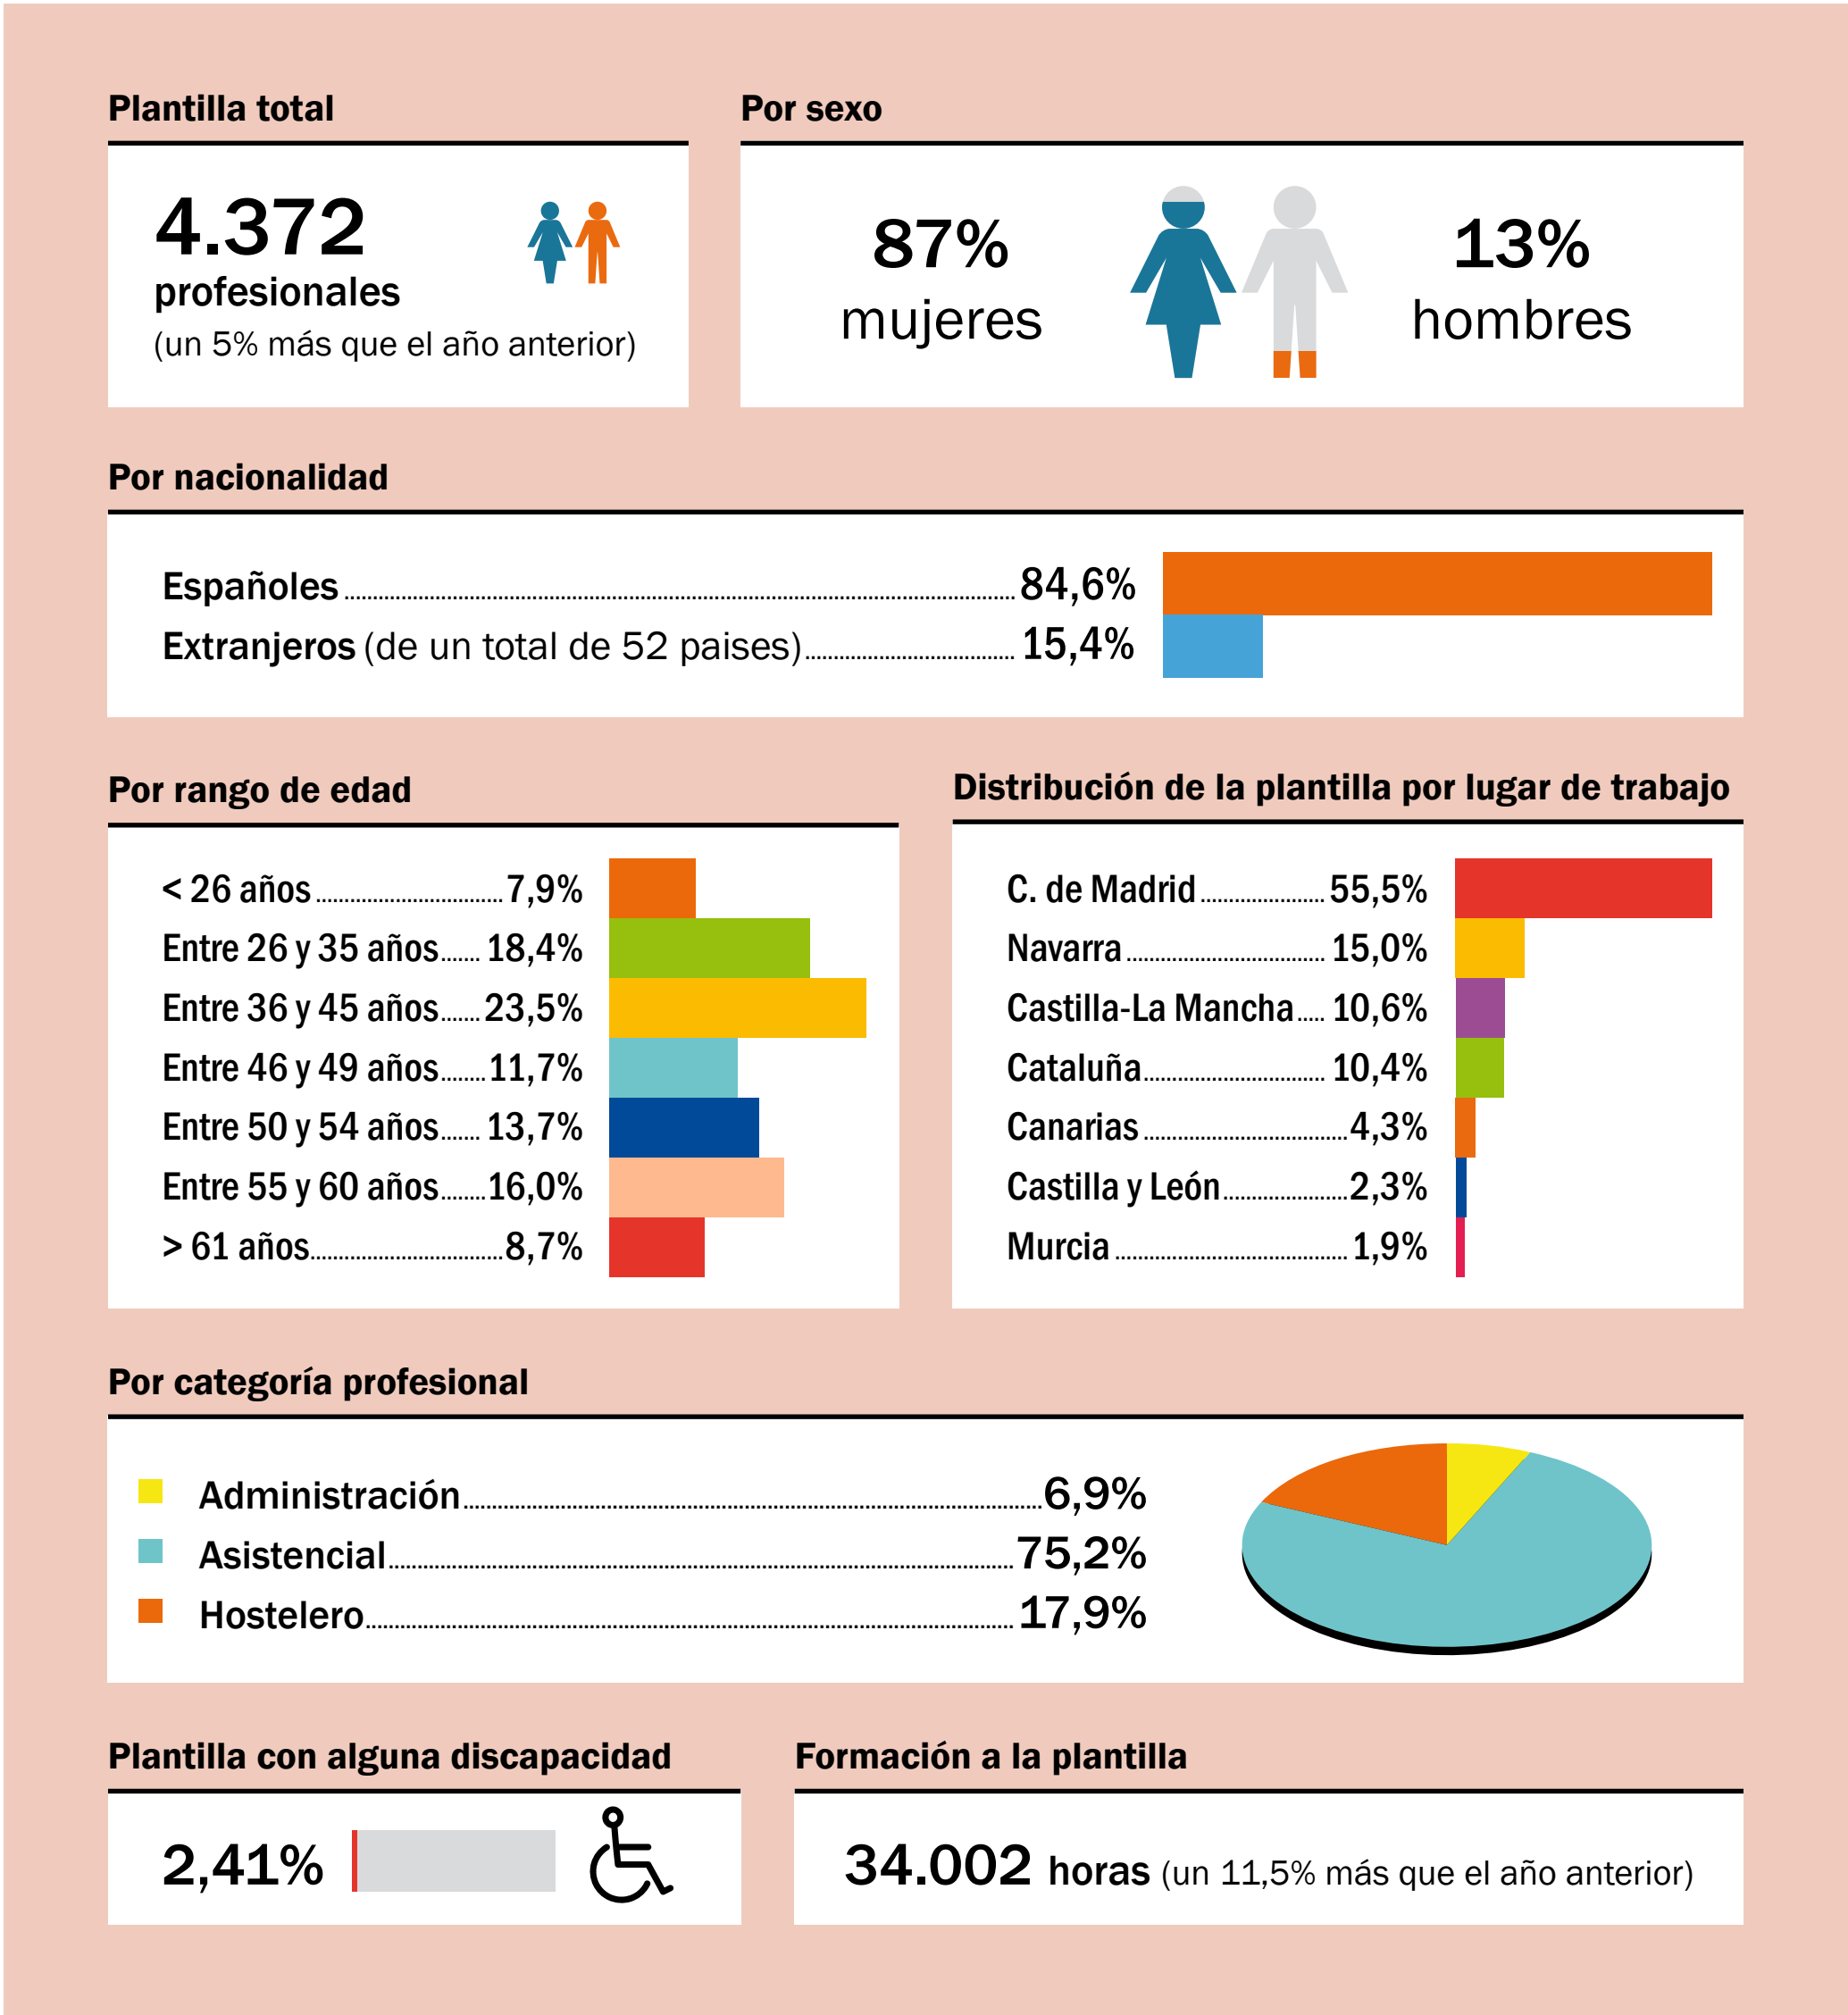 Plantilla total
4.372
profesionales
(un 5% más que el año anterior)
Por sexo
87%
mujeres
13%
hombres
Por nacionalidad
Españoles 84,6%
Extranjeros (de un total de 52 paises) 15,4%
Por rango de edad
< 26 años 7,9%
Entre 26 y 35 años 18,4%
Entre 36 y 45 años 23,5%
Entre 46 y 49 años 11,7%
Entre 50 y 54 años 13,7%
Entre 55 y 60 años 16,0%
> 61 años 8,7%
Distribución de la plantilla por lugar de trabajo
C. de Madrid 55,5%
Navarra 15,0%
Castilla-La Mancha 10,6%
Cataluña 10,4%
Canarias 4,3%
Castilla y León 2,3%
Murcia 1,9%
Por categoría profesional
Administración 6,9%
Asistencial 75,2%
Hostelero 17,9%
Plantilla con alguna discapacidad
2,41%
Formación a la plantilla
34.002 horas (un 11,5% más que el año anterior)